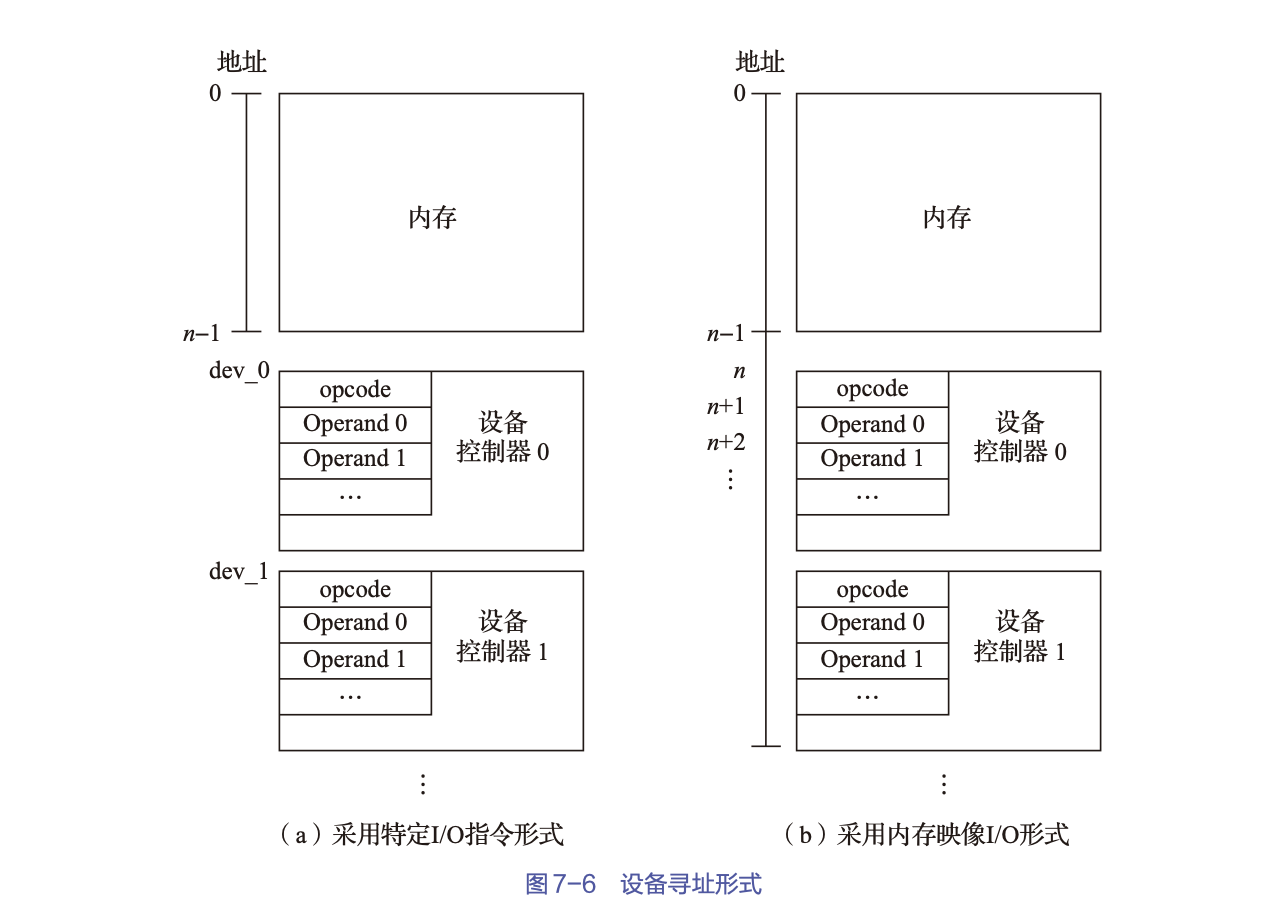 地址
0
内存
n–1
dev_0
opcode
Operand 0
Operand 1
…
设备
控制器 0
dev_1
opcode
Operand 0
Operand 1
…
设备
控制器 1
⋮
（a）采用特定I/O指令形式
地址
0
内存
n–1
n
n+1
n+2
⋮
opcode
Operand 0
Operand 1
…
设备
控制器 0
opcode
Operand 0
Operand 1
…
设备
控制器 1
⋮
（b）采用内存映像I/O形式
图7–6 设备寻址形式